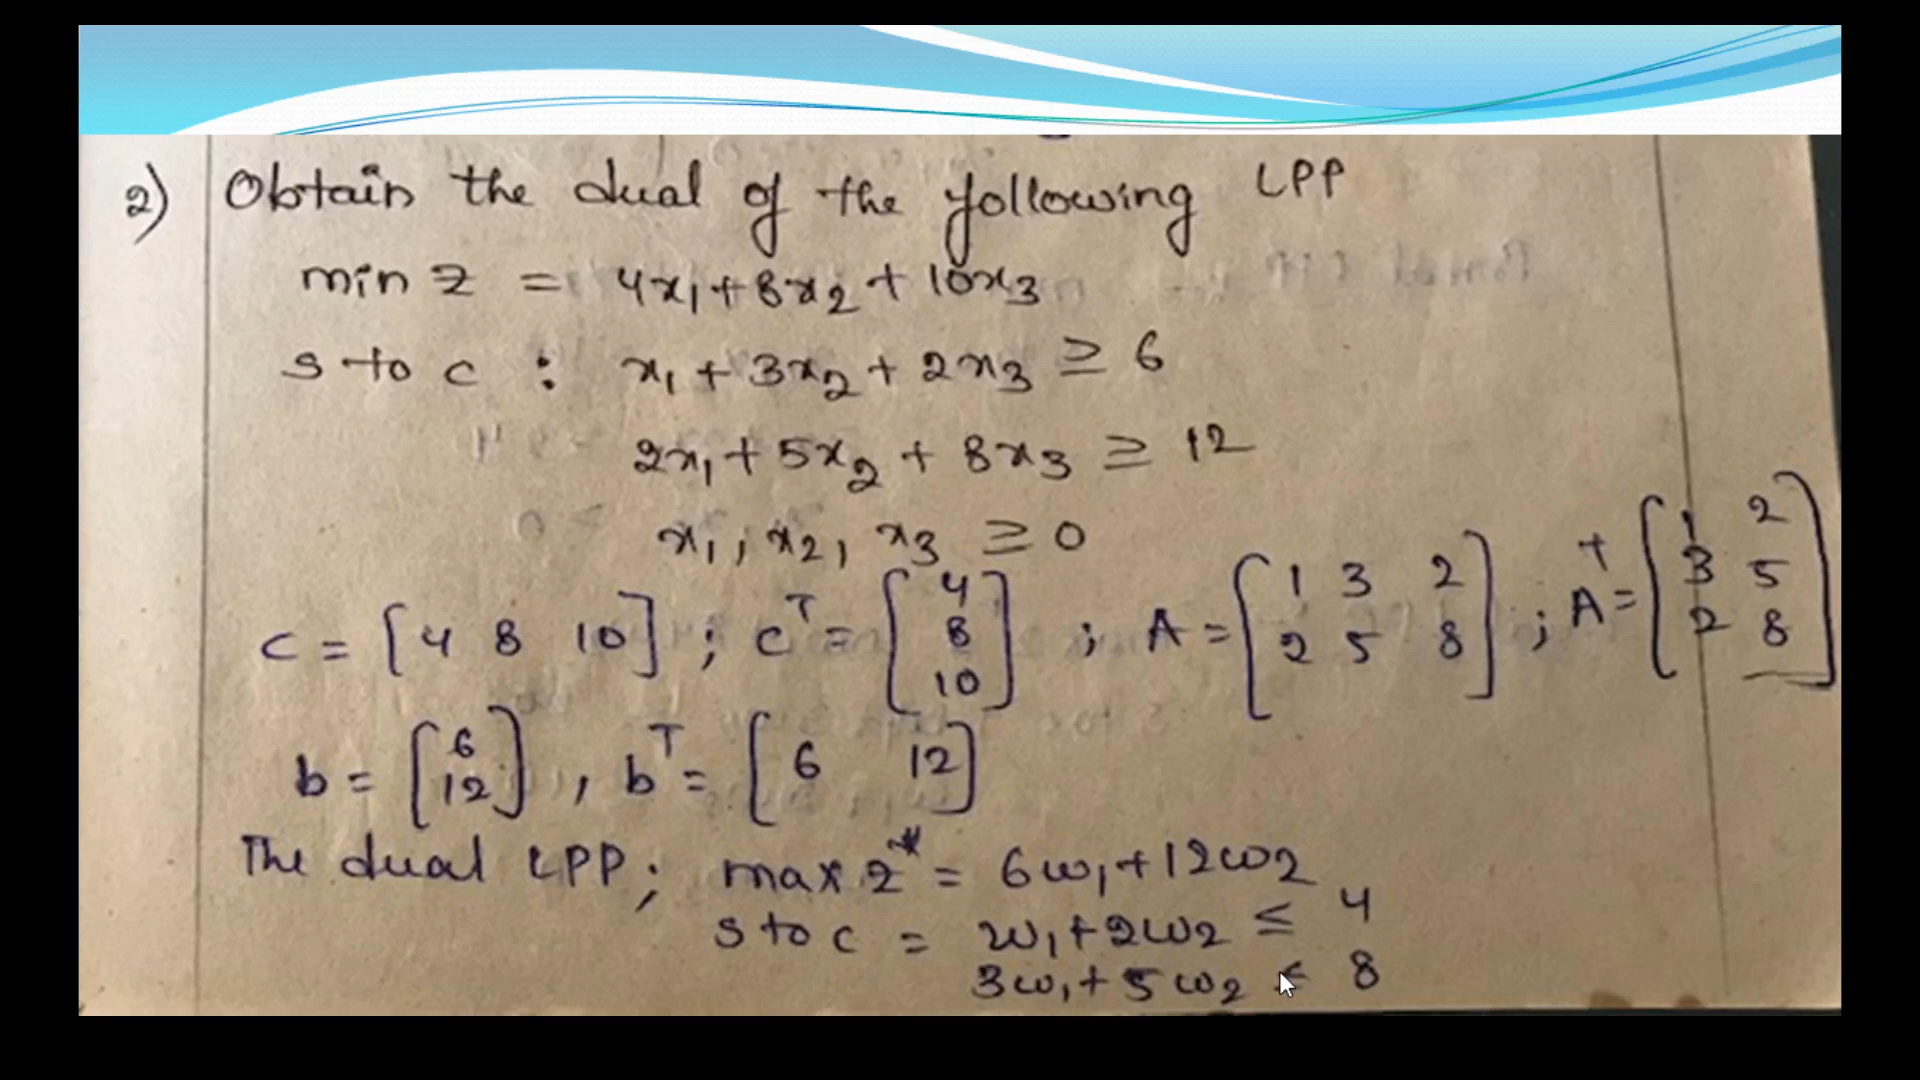 2) Obtain the dual of the following LPP
min z = 4x₁ + 8x₂ + 10x₃
s to c : x₁ + 3x₂ + 2x₃ ≥ 6
2x₁ + 5x₂ + 8x₃ ≥ 12
x₁, x₂, x₃ ≥ 0
c = [4 8 10] ; cᵀ = [4 8 10] ; A = [1 3 2 2 5 8] ; Aᵀ = [1 2 3 5 2 8]
b = [6 12] , bᵀ = [6 12]
The dual LPP ; max z* = 6w₁ + 12w₂
s to c = w₁ + 2w₂ ≤ 4
3w₁ + 5w₂ ≤ 8